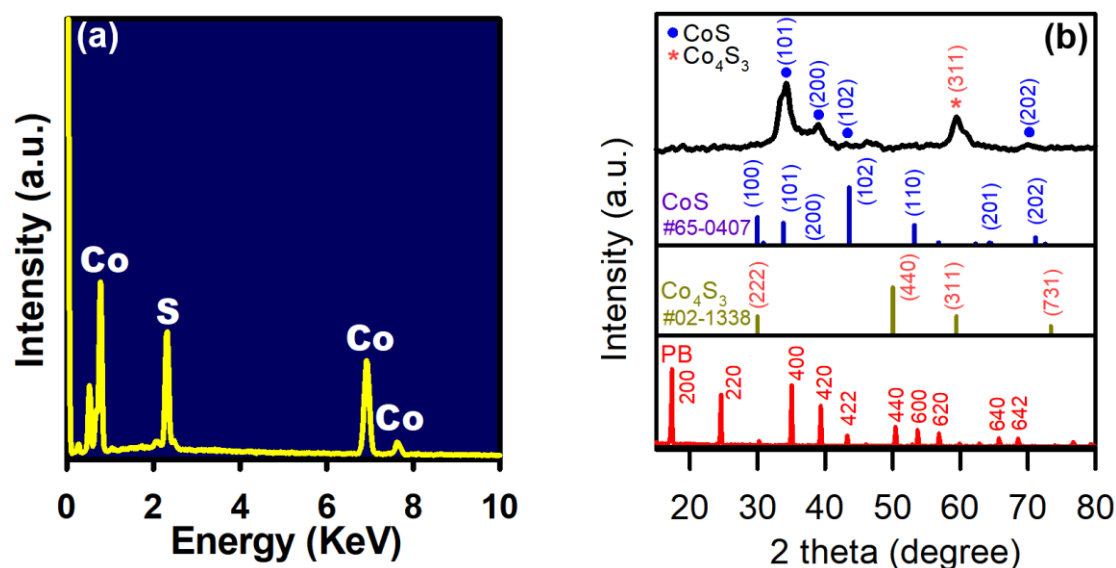 (a)
Co
S
Co
Co
Intensity (a.u.)
0 2 4 6 8 10
Energy (KeV)
(b)
CoS
* Co₄S₃
(101)
(200)
(102)
* (311)
(202)
(100)
(101)
(200)
(102)
(110)
(201)
(202)
CoS
#65-0407
Co₄S₃
#02-1338
(222)
(440)
(311)
(731)
PB
200
220
400
420
422
440
600
620
640
642
Intensity (a.u.)
20 30 40 50 60 70 80
2 theta (degree)